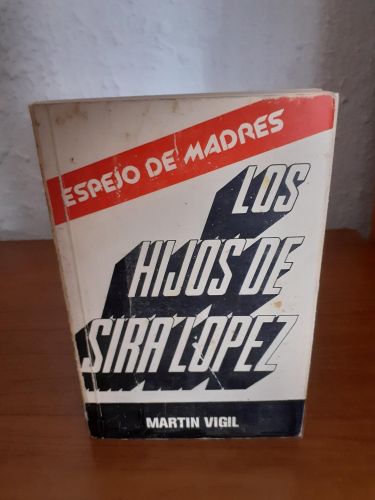 ESPEJO DE MADRES
LOS
HIJOS DE
SIRA LOPEZ
MARTIN VIGIL